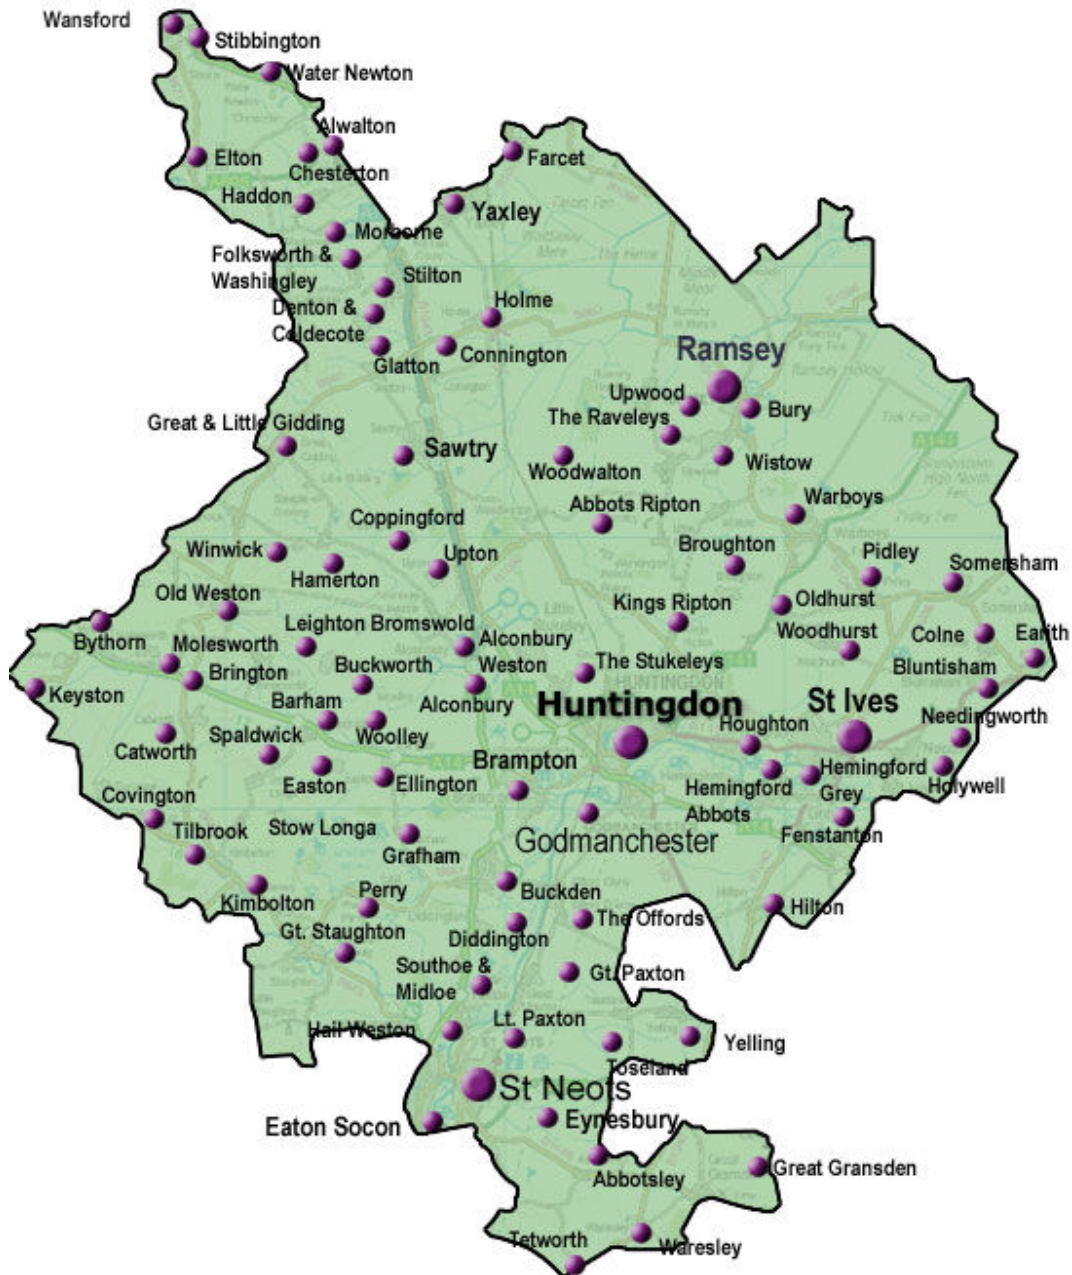 Wansford
Stibbington
Water Newton
Alwalton
Elton
Chesterton
Farcet
Haddon
Yaxley
Morborne
Folksworth &
Washingley
Stilton
Denton &
Coldecote
Holme
Glatton
Connington
Ramsey
Upwood
Bury
The Raveleys
Great & Little Gidding
Sawtry
Woodwalton
Wistow
Abbots Ripton
Warboys
Coppingford
Broughton
Winwick
Upton
Pidley
Hamerton
Somersham
Old Weston
Kings Ripton
Oldhurst
Bythorn
Molesworth
Leighton Bromswold
Alconbury
Weston
Woodhurst
Colne
Earith
Brington
Buckworth
The Stukeleys
Bluntisham
Keyston
Barham
Alconbury
Huntingdon
St Ives
Catworth
Spaldwick
Woolley
Houghton
Needingworth
Easton
Ellington
Brampton
Hemingford
Abbots
Hemingford
Grey
Holywell
Covington
Tilbrook
Stow Longa
Grafham
Godmanchester
Fenstanton
Kimbolton
Perry
Buckden
Hilton
Gt. Staughton
Diddington
The Offords
Southoe &
Midloe
Gt. Paxton
Hail Weston
Lt. Paxton
Yelling
Toseland
St Neots
Eaton Socon
Eynesbury
Abbotsley
Great Gransden
Tetworth
Waresley